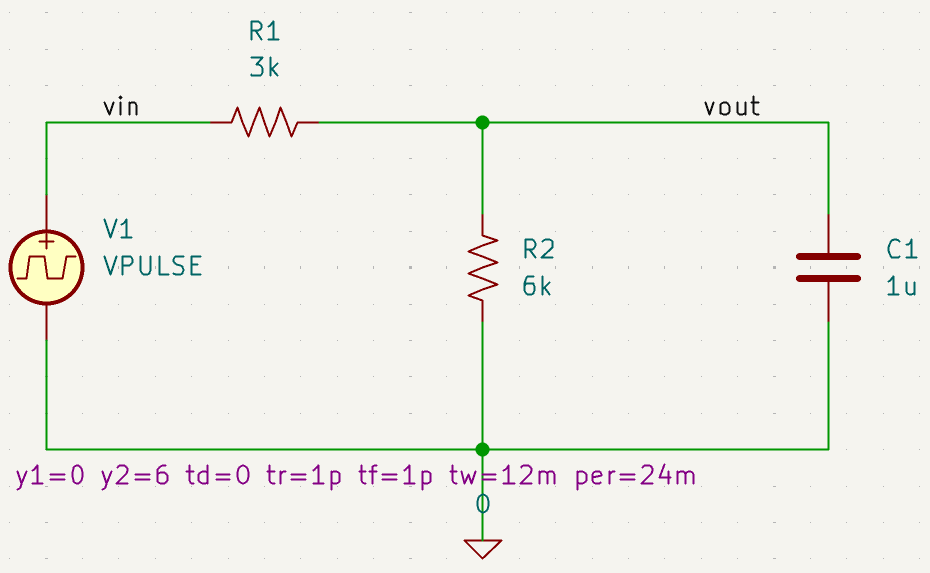 R1
3k
vin
vout
V1
VPULSE
R2
6k
C1
1u
y1=0 y2=6 td=0 tr=1p tf=1p tw=12m per=24m
0